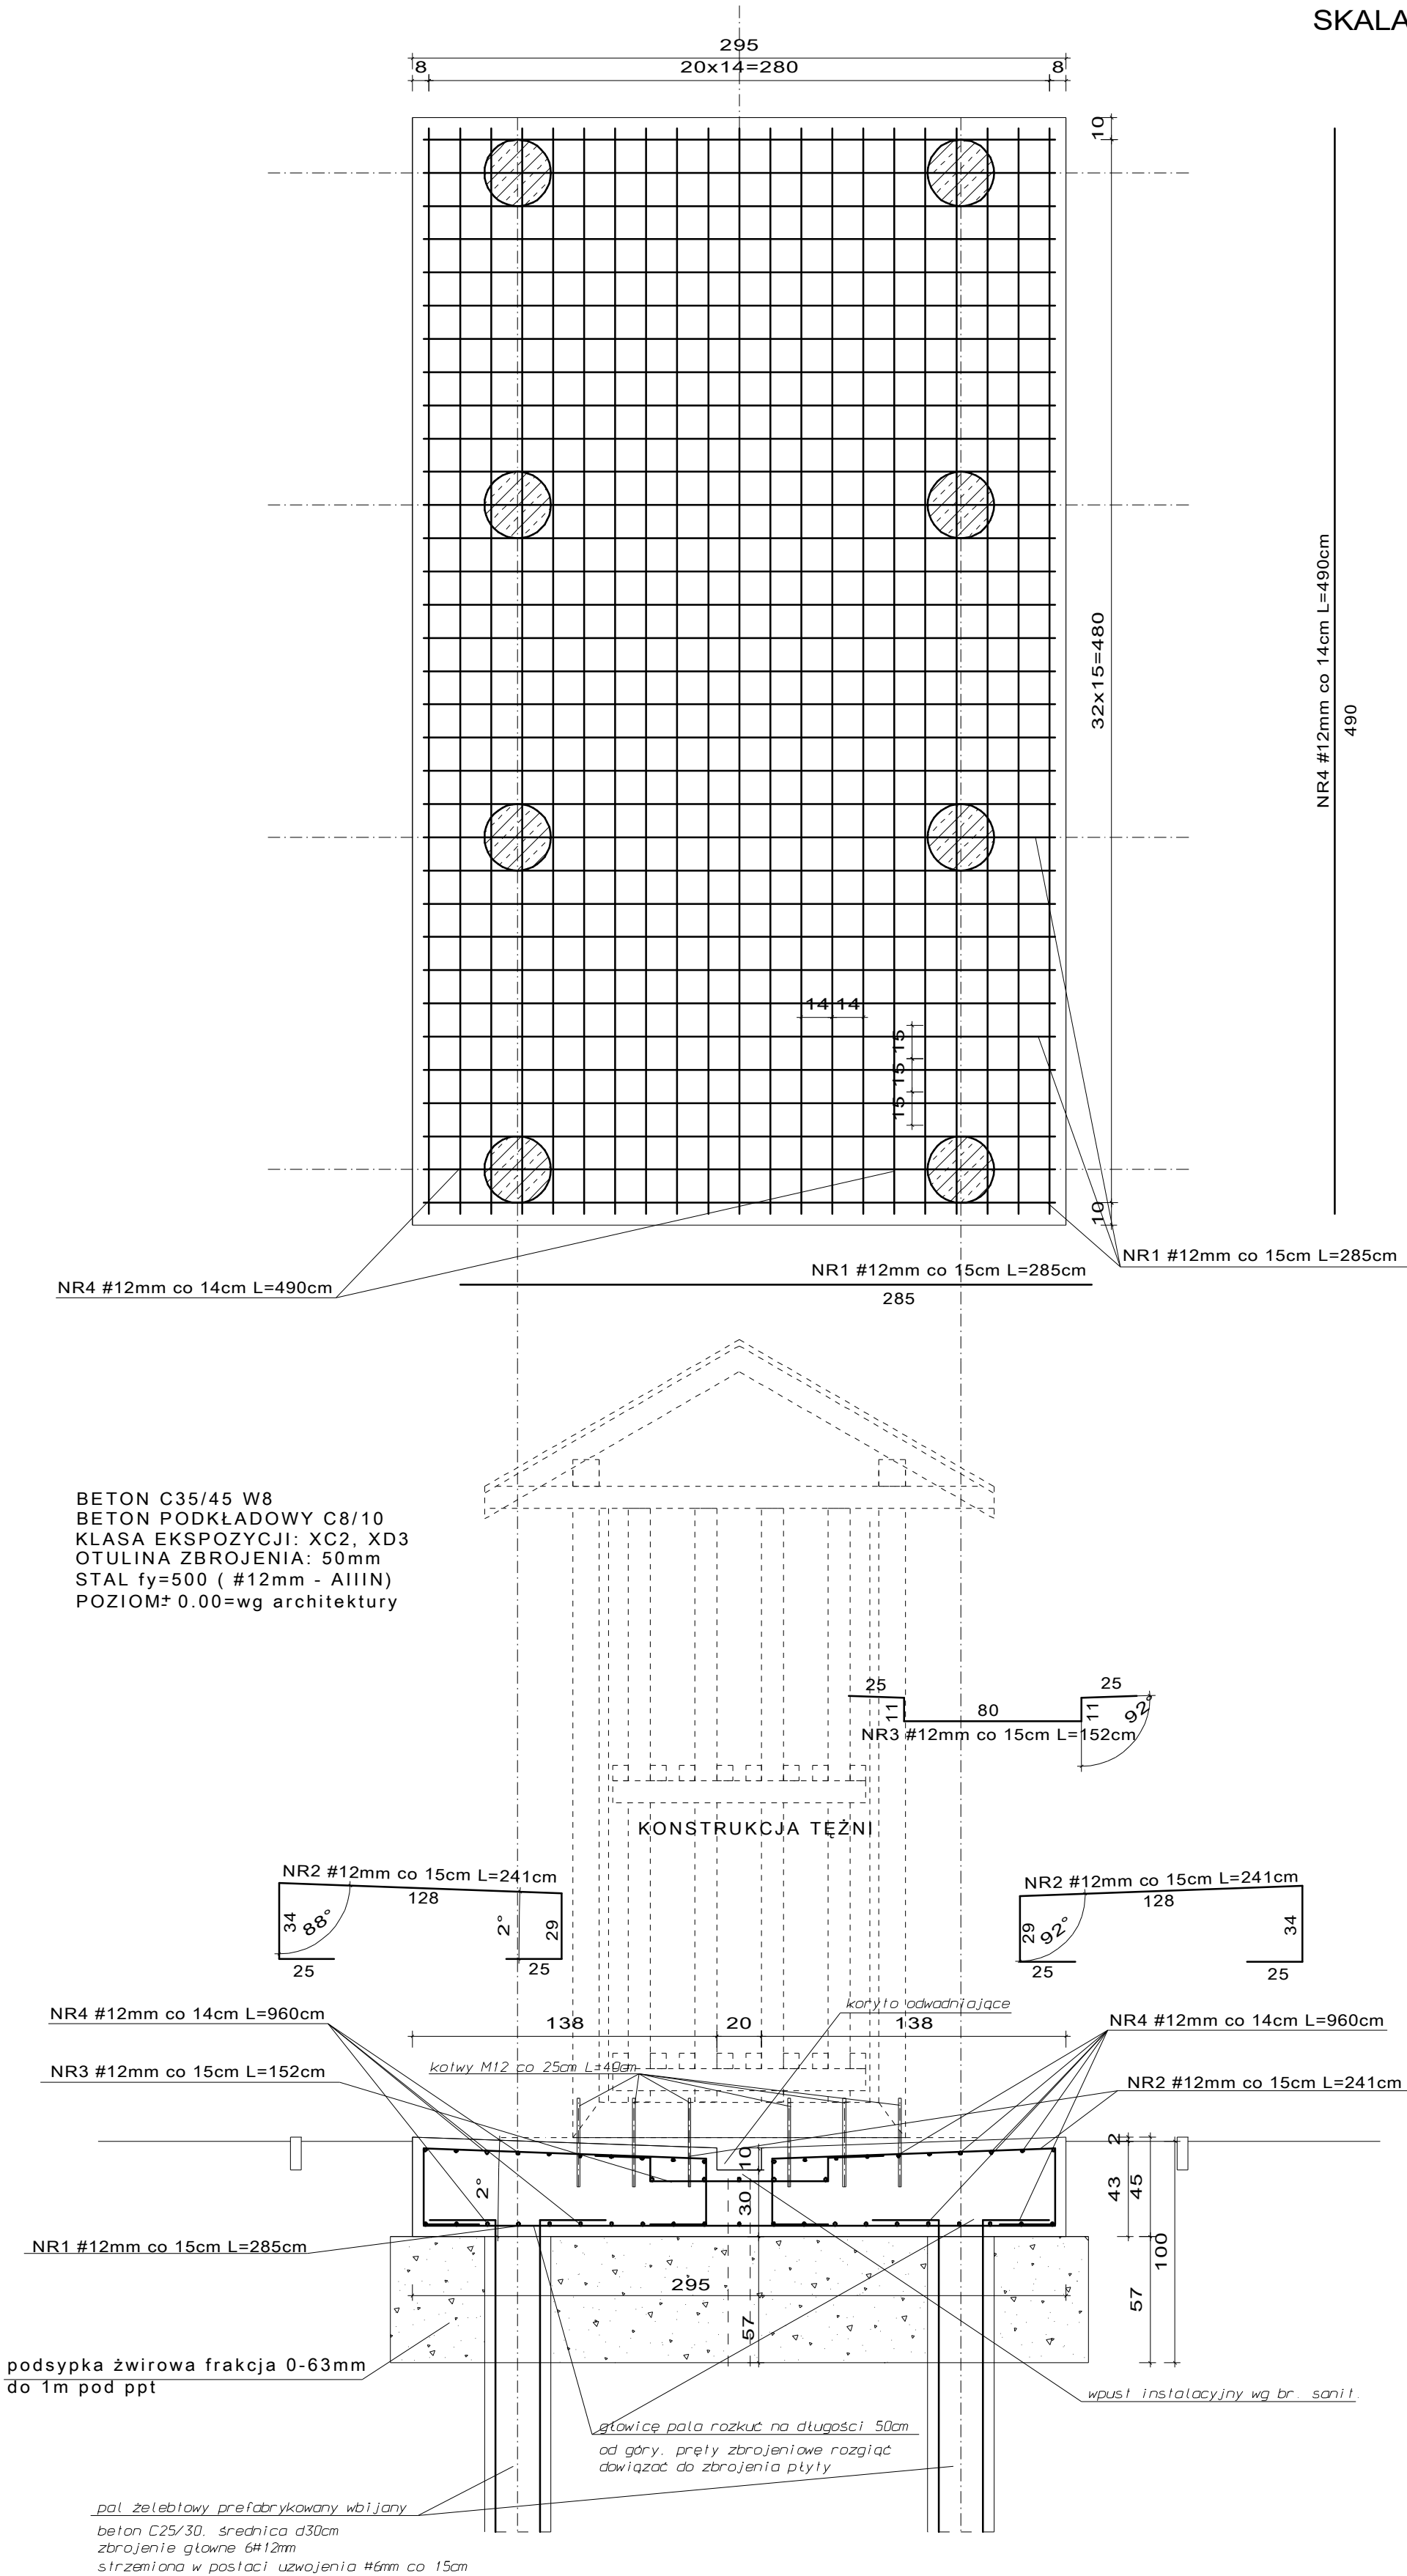 SKALA
295
8
20x14=280
8
10
32x15=480
NR4 #12mm co 14cm L=490cm
490
14
14
15
15
15
10
NR1 #12mm co 15cm L=285cm
NR1 #12mm co 15cm L=285cm
285
NR4 #12mm co 14cm L=490cm
BETON C35/45 W8
BETON PODKŁADOWY C8/10
KLASA EKSPOZYCJI: XC2, XD3
OTULINA ZBROJENIA: 50mm
STAL fy=500 ( #12mm - AIIIN)
POZIOM± 0.00=wg architektury
25
11
80
11
25
92°
NR3 #12mm co 15cm L=152cm
KONSTRUKCJA TĘŻNI
NR2 #12mm co 15cm L=241cm
128
34
88°
2°
29
25
25
NR2 #12mm co 15cm L=241cm
128
29
92°
34
25
25
NR4 #12mm co 14cm L=960cm
koryto odwadniające
138
20
138
NR4 #12mm co 14cm L=960cm
NR3 #12mm co 15cm L=152cm
kotwy M12 co 25cm L=40cm
NR2 #12mm co 15cm L=241cm
2°
10
30
2
43
45
100
57
NR1 #12mm co 15cm L=285cm
295
57
podsypka żwirowa frakcja 0-63mm
do 1m pod ppt
wpust instalacyjny wg br. sanit.
głowicę pala rozkuć na długości 50cm
od góry. pręty zbrojeniowe rozgiąć
dowiązać do zbrojenia płyty
pal żelebtowy prefabrykowany wbijany
beton C25/30. średnica d30cm
zbrojenie głowne 6#12mm
strzemiona w postaci uzwojenia #6mm co 15cm